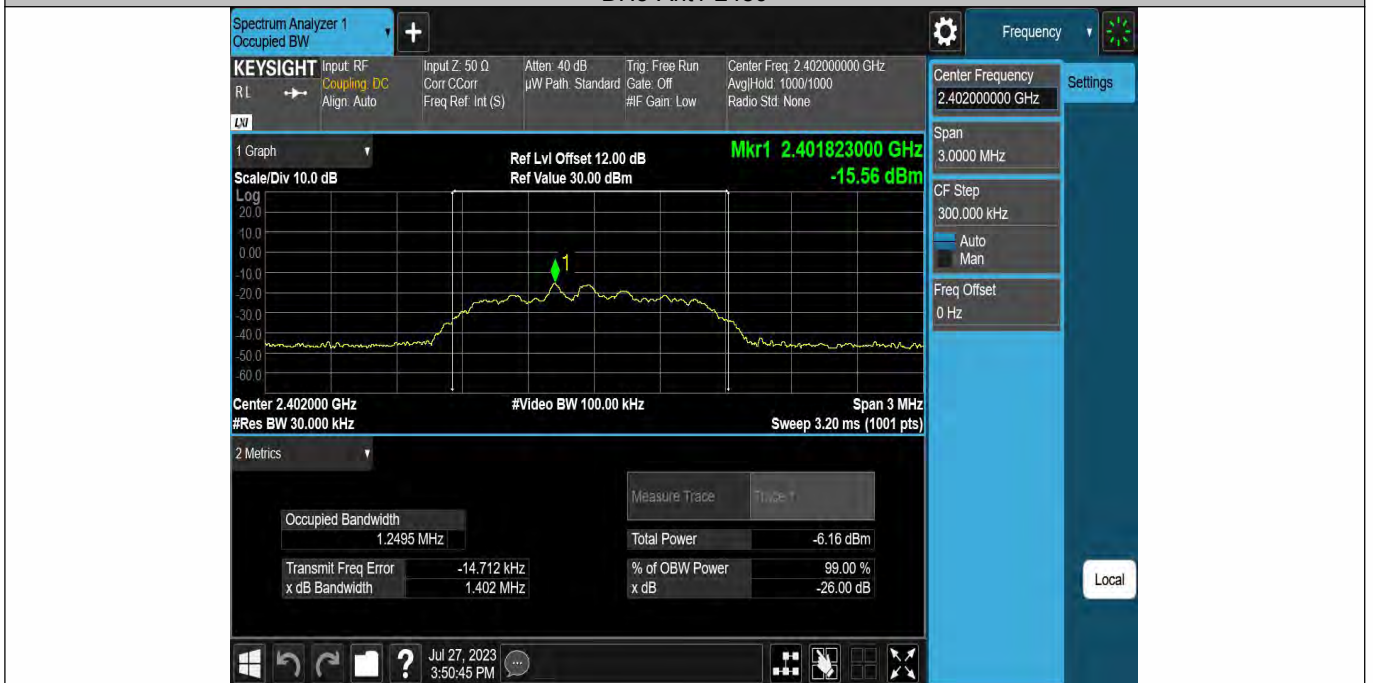 Spectrum Analyzer 1
Occupied BW
Frequency
KEYSIGHT
RL
LXI
Input: RF
Coupling: DC
Align: Auto
Input Z: 50 Ω
Corr CCorr
Freq Ref: Int (S)
Atten: 40 dB
µW Path: Standard
Trig: Free Run
Gate: Off
#IF Gain: Low
Center Freq: 2.402000000 GHz
Avg|Hold: 1000/1000
Radio Std: None
Center Frequency
2.402000000 GHz
Settings
Span
3.0000 MHz
CF Step
300.000 kHz
Auto
Man
Freq Offset
0 Hz
Local
1 Graph
Scale/Div 10.0 dB
Ref Lvl Offset 12.00 dB
Ref Value 30.00 dBm
Mkr1 2.401823000 GHz
-15.56 dBm
Log
20.0
10.0
0.00
-10.0
-20.0
-30.0
-40.0
-50.0
-60.0
1
Center 2.402000 GHz
#Video BW 100.00 kHz
Span 3 MHz
#Res BW 30.000 kHz
Sweep 3.20 ms (1001 pts)
2 Metrics
Measure Trace
Trace 1
Occupied Bandwidth
1.2495 MHz
Total Power
-6.16 dBm
Transmit Freq Error
-14.712 kHz
% of OBW Power
99.00 %
x dB Bandwidth
1.402 MHz
x dB
-26.00 dB
?
Jul 27, 2023
3:50:45 PM